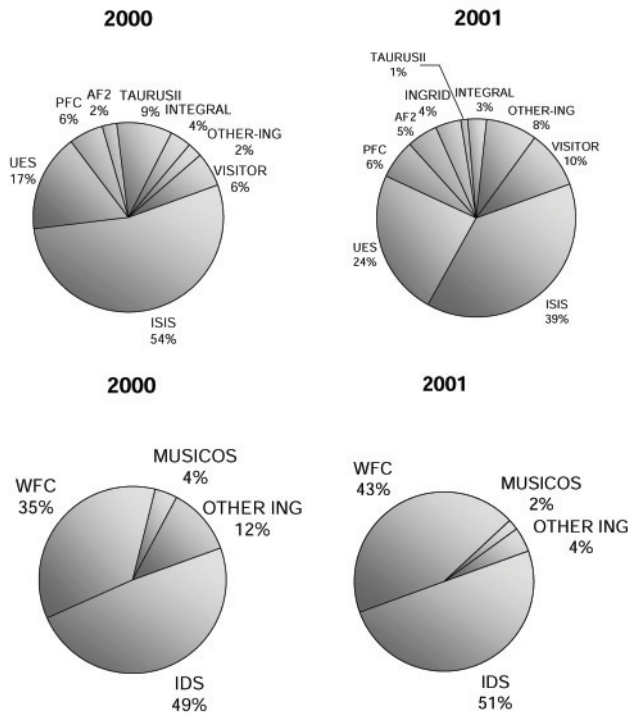 2000
PFC
6%
AF2
2%
TAURUSII
9%
INTEGRAL
4%
OTHER-ING
2%
VISITOR
6%
UES
17%
ISIS
54%
2001
TAURUSII
1%
INGRID
4%
INTEGRAL
3%
AF2
5%
OTHER-ING
8%
PFC
6%
VISITOR
10%
UES
24%
ISIS
39%
2000
MUSICOS
4%
WFC
35%
OTHER ING
12%
IDS
49%
2001
WFC
43%
MUSICOS
2%
OTHER ING
4%
IDS
51%